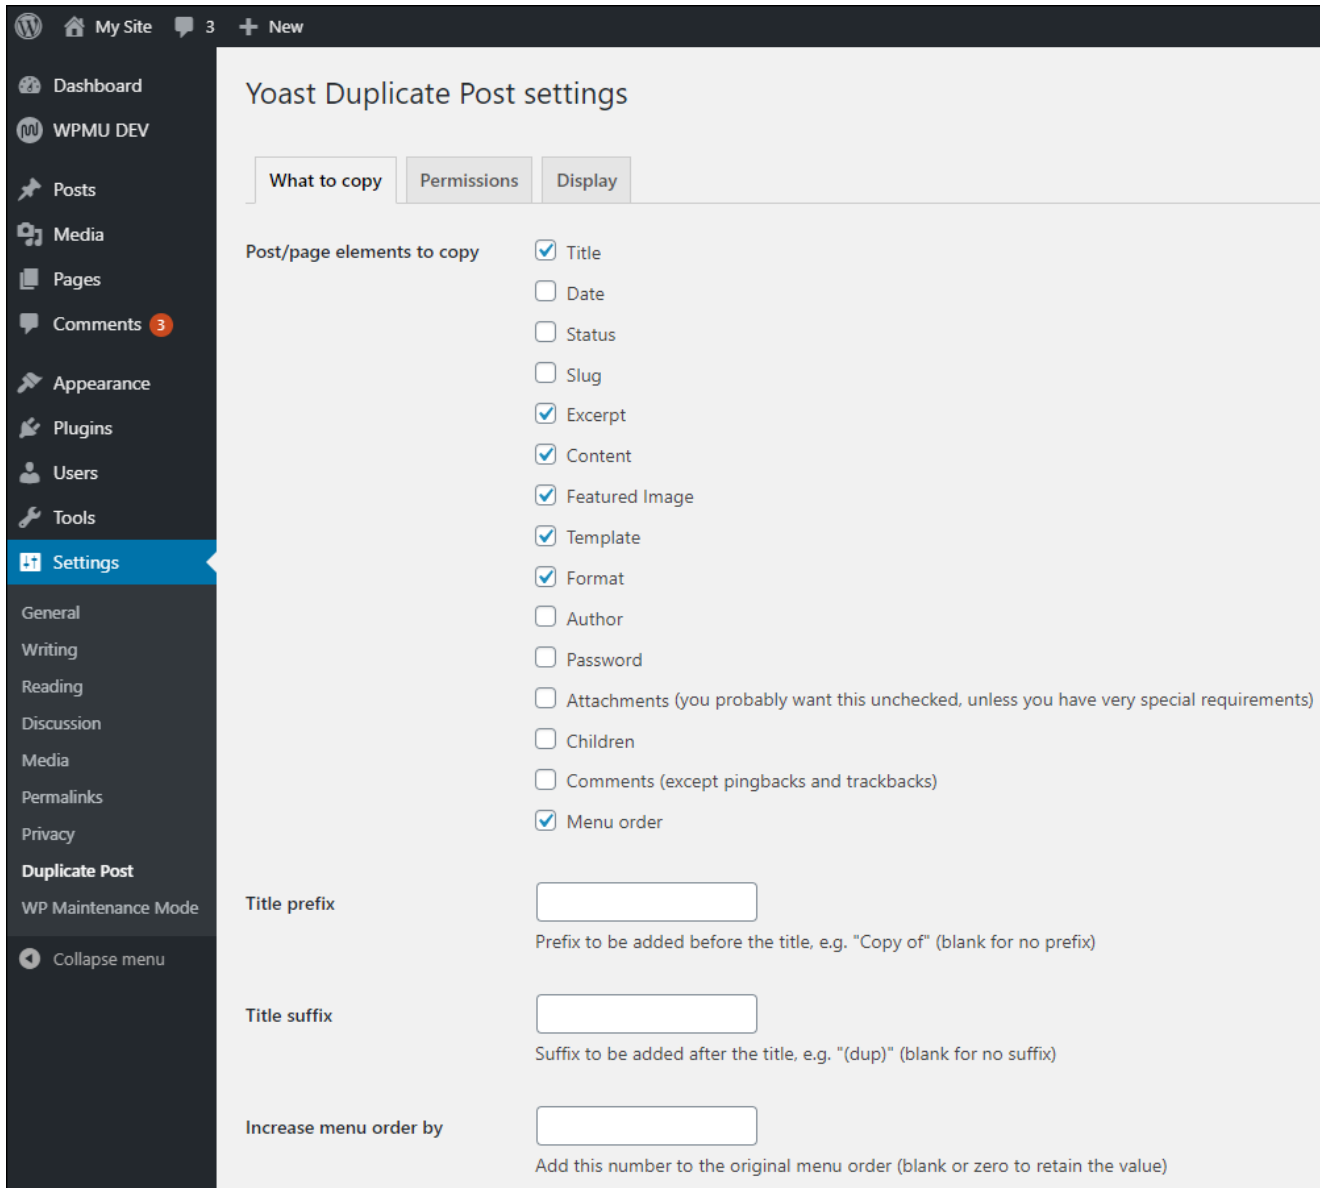 My Site 3 New
Dashboard
WPMU DEV
Posts
Media
Pages
Comments 3
Appearance
Plugins
Users
Tools
Settings
General
Writing
Reading
Discussion
Media
Permalinks
Privacy
Duplicate Post
WP Maintenance Mode
Collapse menu
Yoast Duplicate Post settings
What to copy Permissions Display
Post/page elements to copy
Title
Date
Status
Slug
Excerpt
Content
Featured Image
Template
Format
Author
Password
Attachments (you probably want this unchecked, unless you have very special requirements)
Children
Comments (except pingbacks and trackbacks)
Menu order
Title prefix
Prefix to be added before the title, e.g. "Copy of" (blank for no prefix)
Title suffix
Suffix to be added after the title, e.g. "(dup)" (blank for no suffix)
Increase menu order by
Add this number to the original menu order (blank or zero to retain the value)